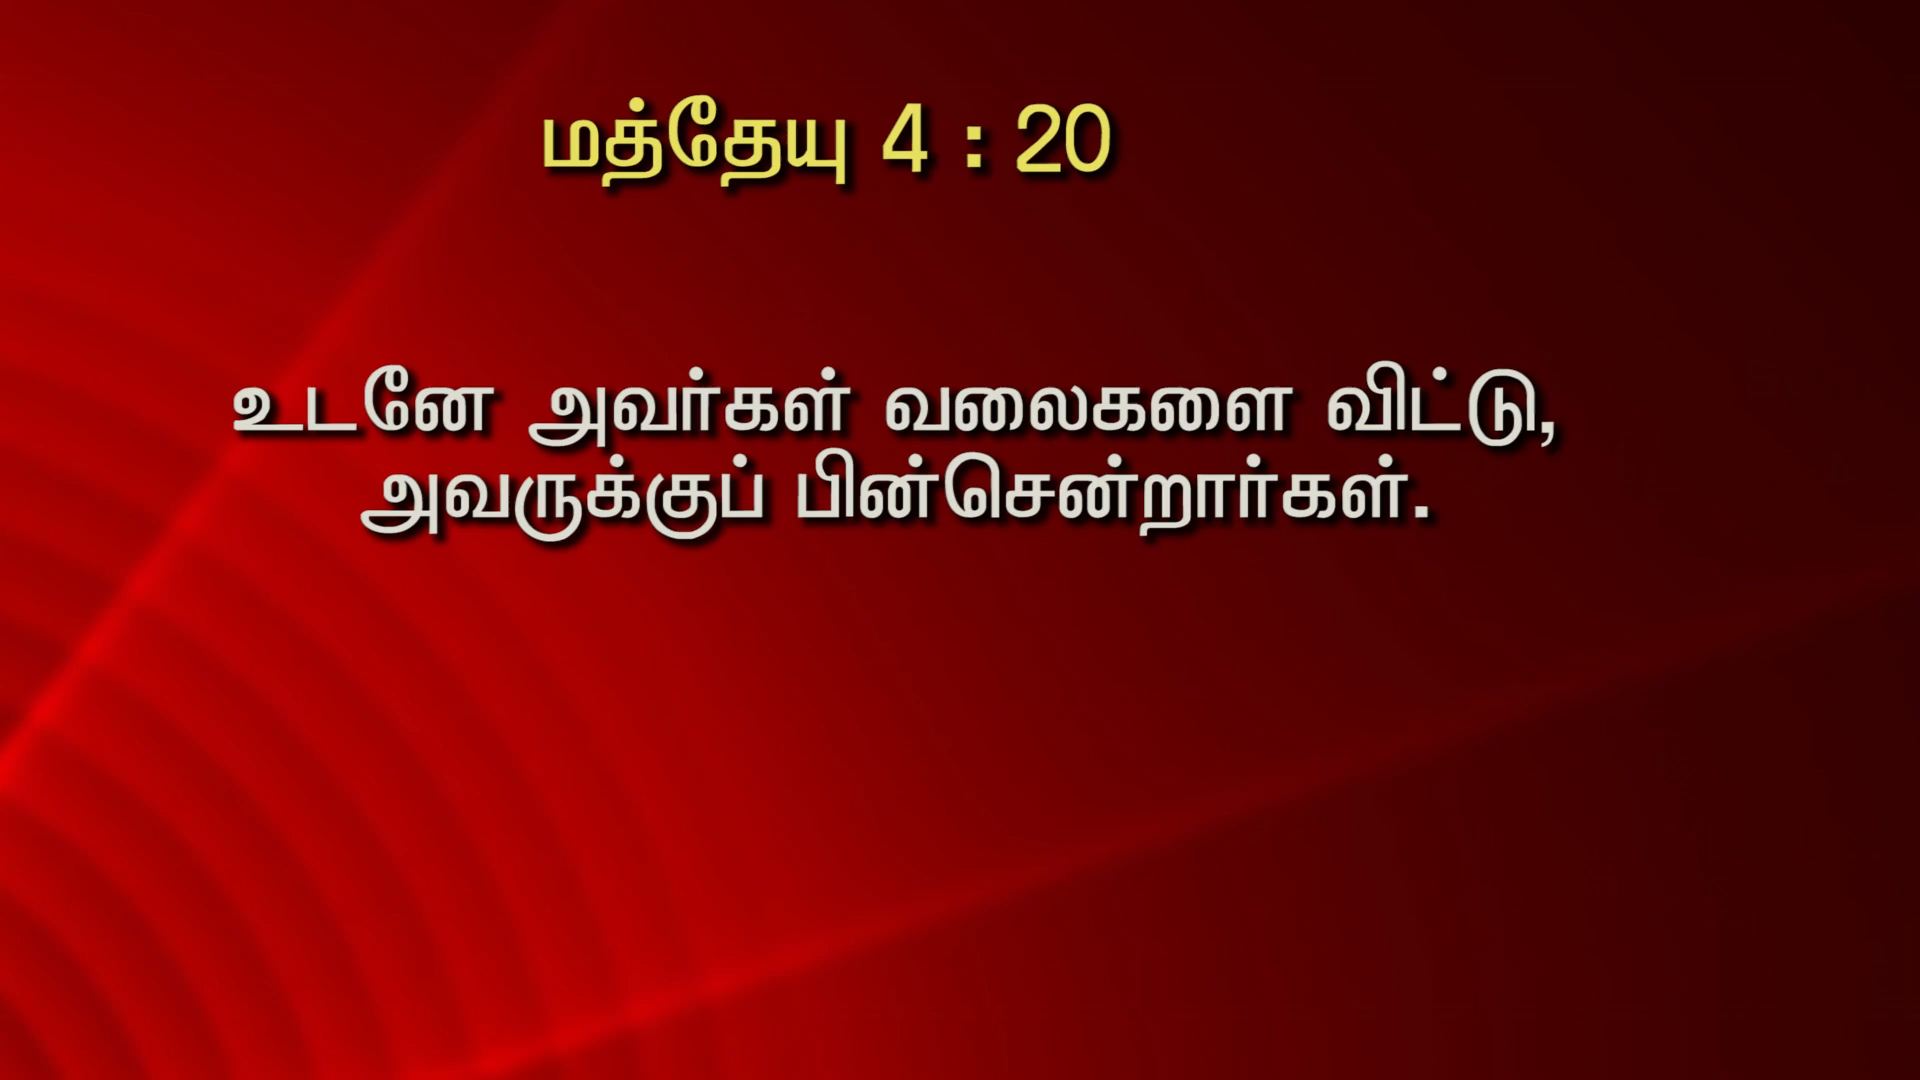 மத்தேயு 4 : 20
உடனே அவர்கள் வலைகளை விட்டு,
அவருக்குப் பின்சென்றார்கள்.